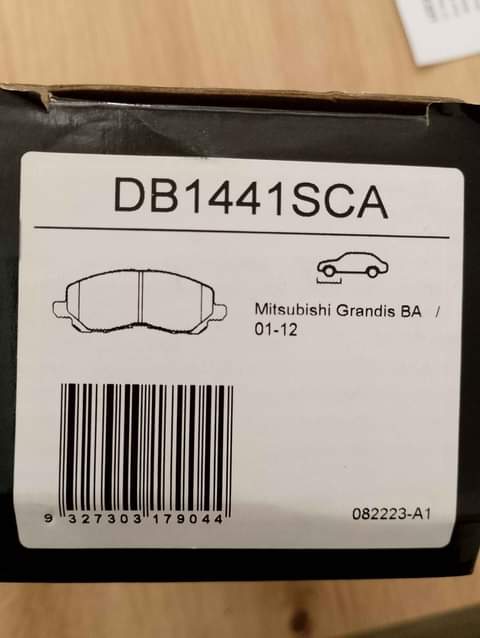 DB1441SCA
Mitsubishi Grandis BA /
01-12
9 327303 179044
082223-A1